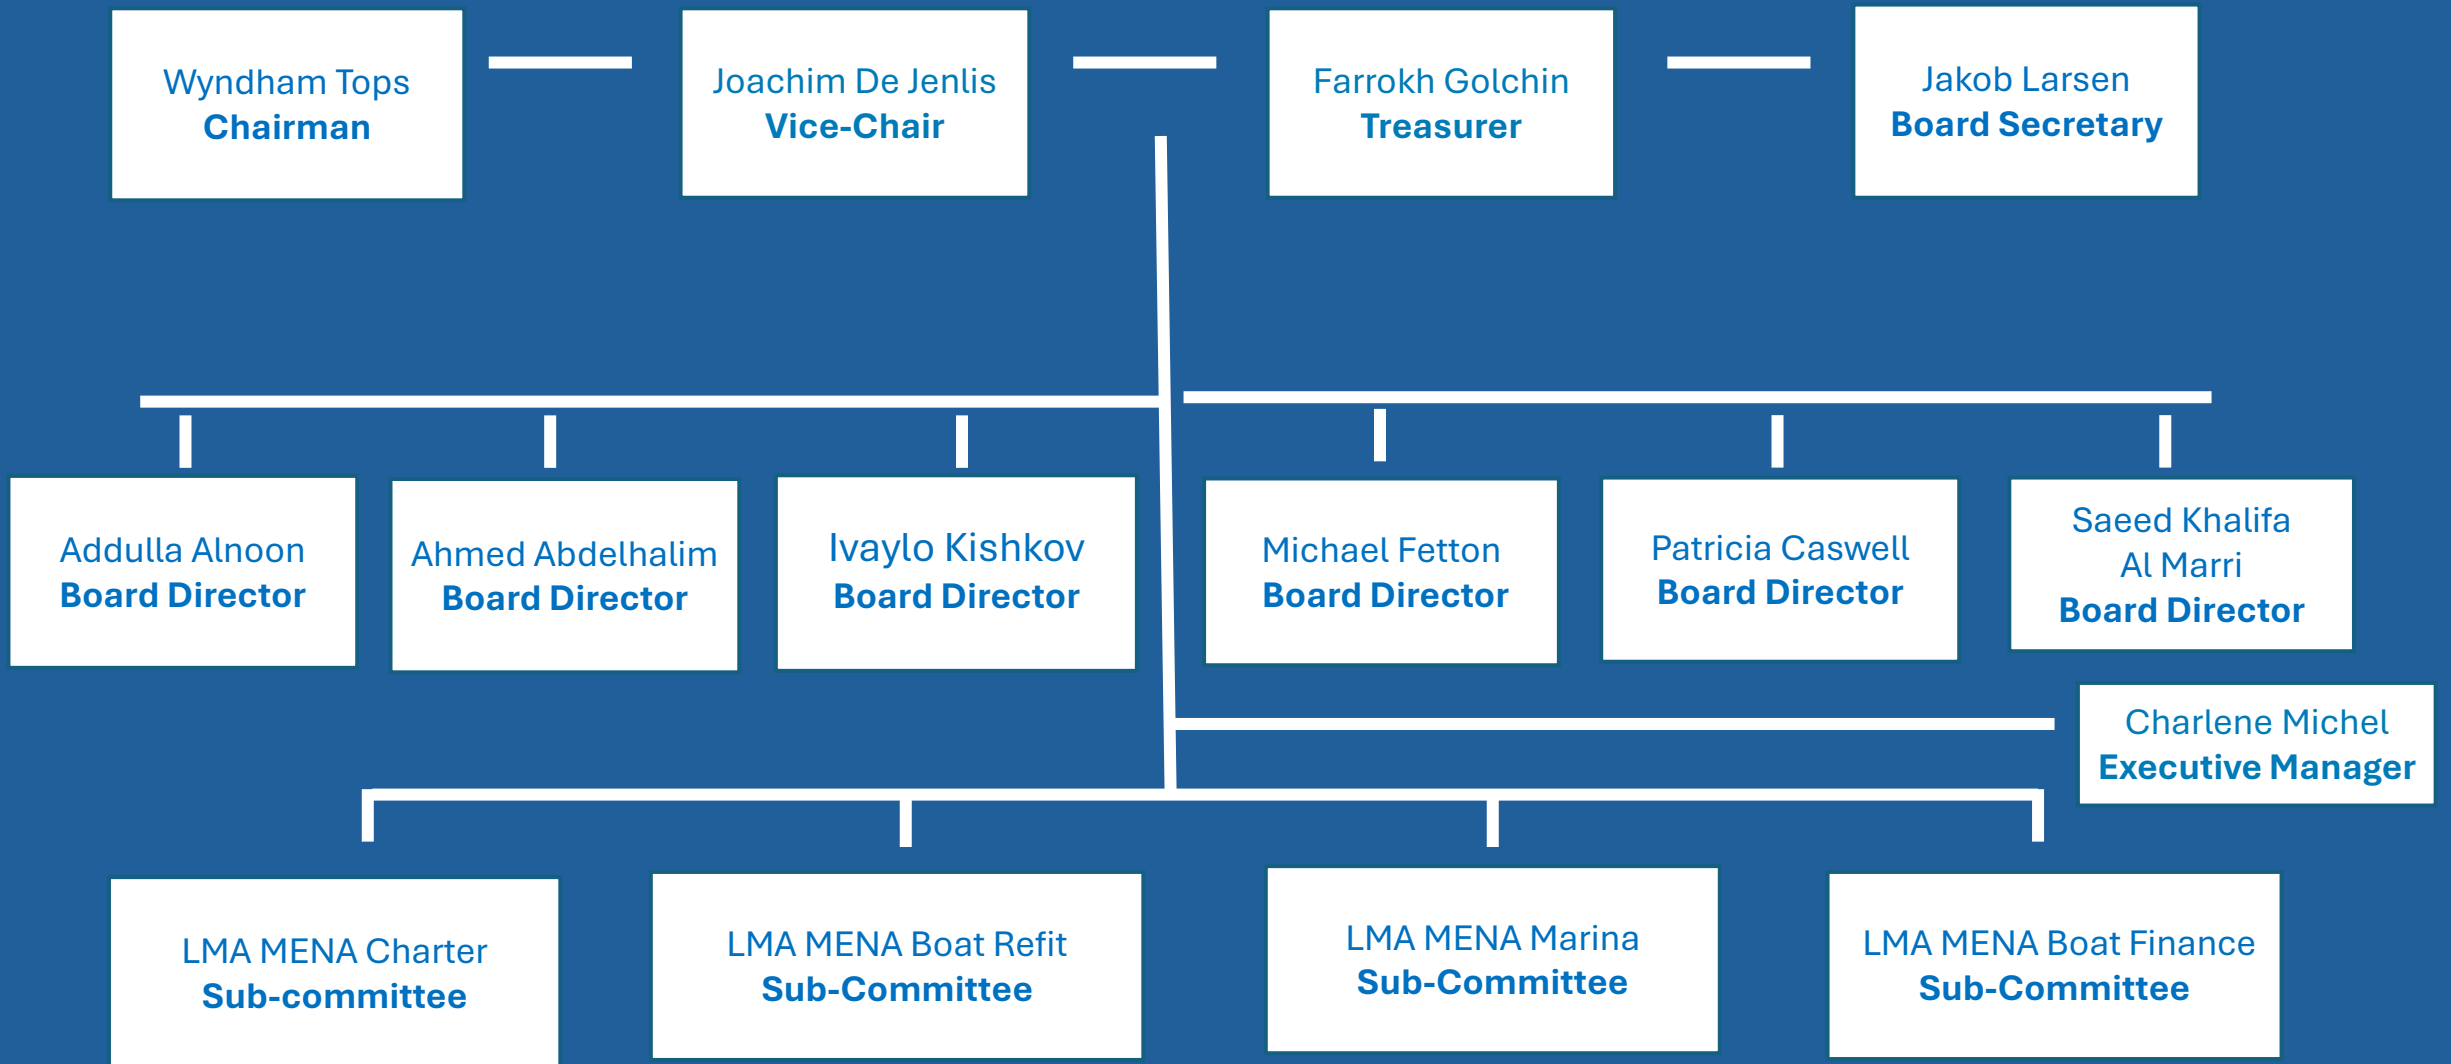 Wyndham Tops
Chairman
Joachim De Jenlis
Vice-Chair
Farrokh Golchin
Treasurer
Jakob Larsen
Board Secretary
Addulla Alnoon
Board Director
Ahmed Abdelhalim
Board Director
Ivaylo Kishkov
Board Director
Michael Fetton
Board Director
Patricia Caswell
Board Director
Saeed Khalifa
Al Marri
Board Director
Charlene Michel
Executive Manager
LMA MENA Charter
Sub-committee
LMA MENA Boat Refit
Sub-Committee
LMA MENA Marina
Sub-Committee
LMA MENA Boat Finance
Sub-Committee